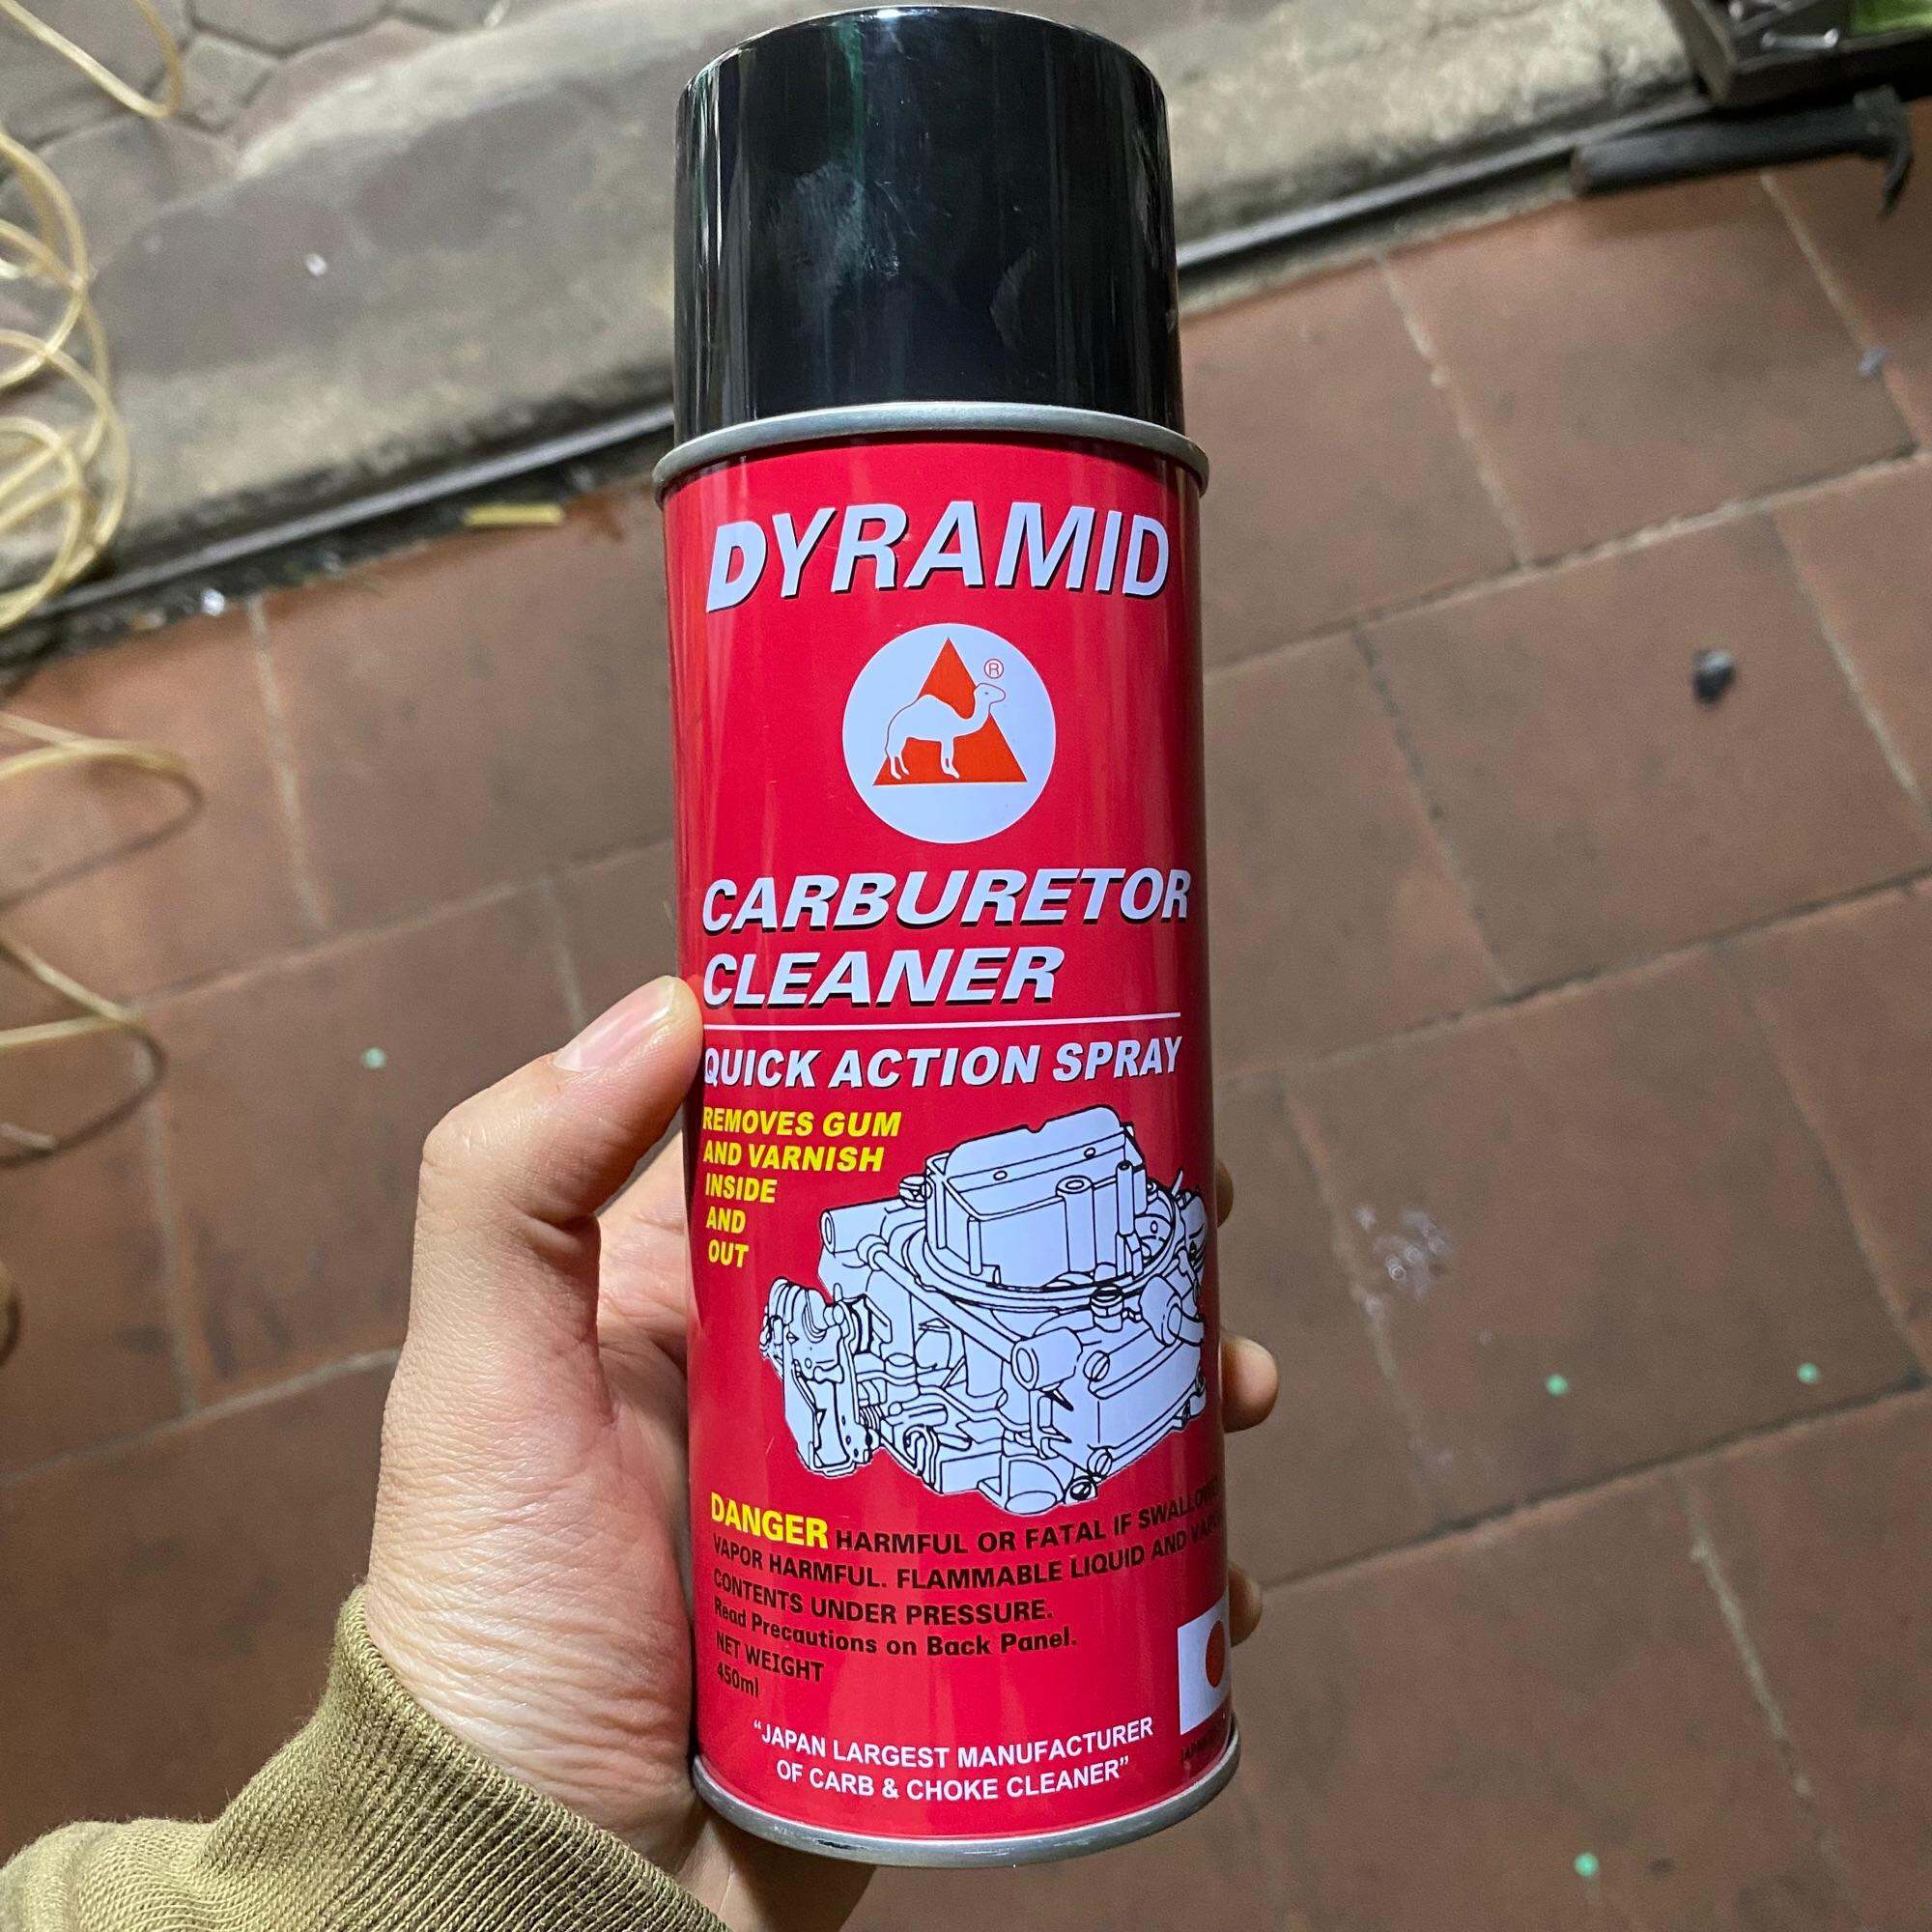 DYRAMID
®
CARBURETOR
CLEANER
QUICK ACTION SPRAY
REMOVES GUM
AND VARNISH
INSIDE
AND
OUT
DANGER HARMFUL OR FATAL IF
VAPOR HARMFUL. FLAMMABLE LIQUID AND
CONTENTS UNDER PRESSURE.
Read Precautions on Back Panel.
NET WEIGHT
450ml
"JAPAN LARGEST MANUFACTURER
OF CARB & CHOKE CLEANER"